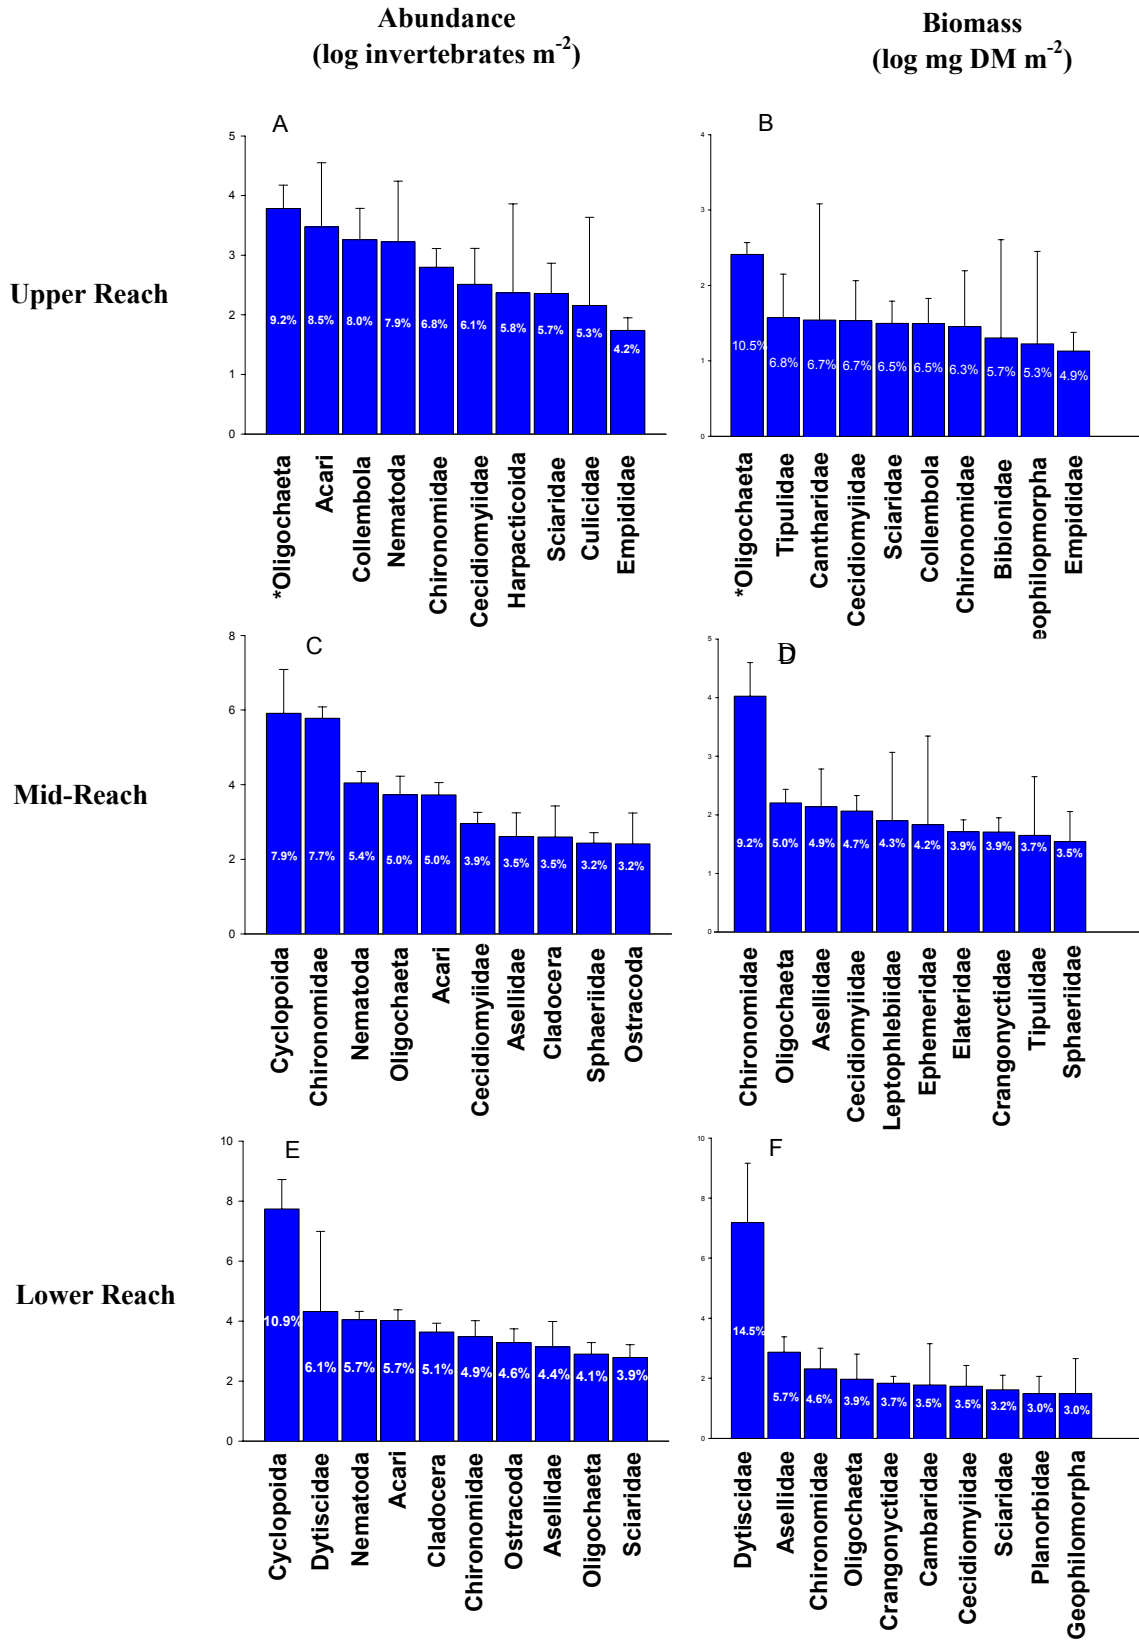 Abundance
(log invertebrates m-2)
Biomass
(log mg DM m-2)
Upper Reach
A
5
4
3
2
1
0
9.2%
8.5%
8.0%
7.9%
6.8%
6.1%
5.8%
5.7%
5.3%
4.2%
*Oligochaeta
Acari
Collembola
Nematoda
Chironomidae
Cecidiomyiidae
Harpacticoida
Sciaridae
Culicidae
Empididae
B
4
3
2
1
0
10.5%
6.8%
6.7%
6.7%
6.5%
6.5%
6.3%
5.7%
5.3%
4.9%
*Oligochaeta
Tipulidae
Cantharidae
Cecidiomyiidae
Sciaridae
Collembola
Chironomidae
Bibionidae
eophilopmorpha
Empididae
Mid-Reach
C
8
6
4
2
0
7.9%
7.7%
5.4%
5.0%
5.0%
3.9%
3.5%
3.5%
3.2%
3.2%
Cyclopoida
Chironomidae
Nematoda
Oligochaeta
Acari
Cecidiomyiidae
Asellidae
Cladocera
Sphaeriidae
Ostracoda
D
D
5
4
3
2
1
0
9.2%
5.0%
4.9%
4.7%
4.3%
4.2%
3.9%
3.9%
3.7%
3.5%
Chironomidae
Oligochaeta
Asellidae
Cecidiomyiidae
Leptophlebiidae
Ephemeridae
Elateridae
Crangonyctidae
Tipulidae
Sphaeriidae
Lower Reach
E
10
8
6
4
2
0
10.9%
6.1%
5.7%
5.7%
5.1%
4.9%
4.6%
4.4%
4.1%
3.9%
Cyclopoida
Dytiscidae
Nematoda
Acari
Cladocera
Chironomidae
Ostracoda
Asellidae
Oligochaeta
Sciaridae
F
10
8
6
4
2
0
14.5%
5.7%
4.6%
3.9%
3.7%
3.5%
3.5%
3.2%
3.0%
3.0%
Dytiscidae
Asellidae
Chironomidae
Oligochaeta
Crangonyctidae
Cambaridae
Cecidiomyiidae
Sciaridae
Planorbidae
Geophilomorpha